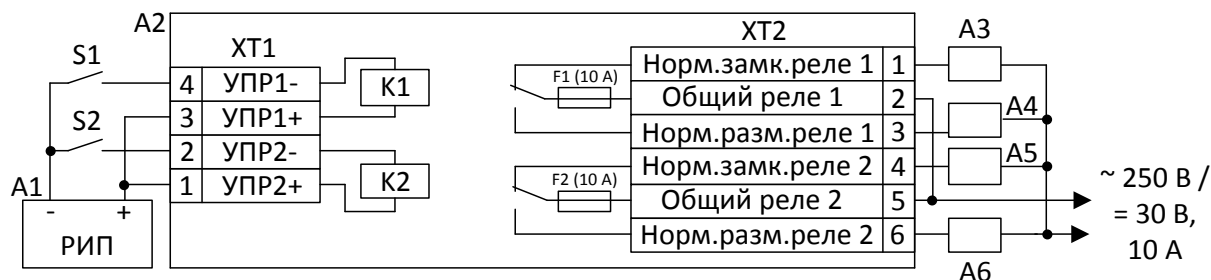 A2
XT1
S1
4 УПР1-
3 УПР1+
S2
2 УПР2-
1 УПР2+
K1
K2
A1
- +
РИП
XT2
F1 (10 А)
F2 (10 А)
Норм.замк.реле 1 1
Общий реле 1 2
Норм.разм.реле 1 3
Норм.замк.реле 2 4
Общий реле 2 5
Норм.разм.реле 2 6
A3
A4
A5
A6
~ 250 В /
= 30 В,
10 А